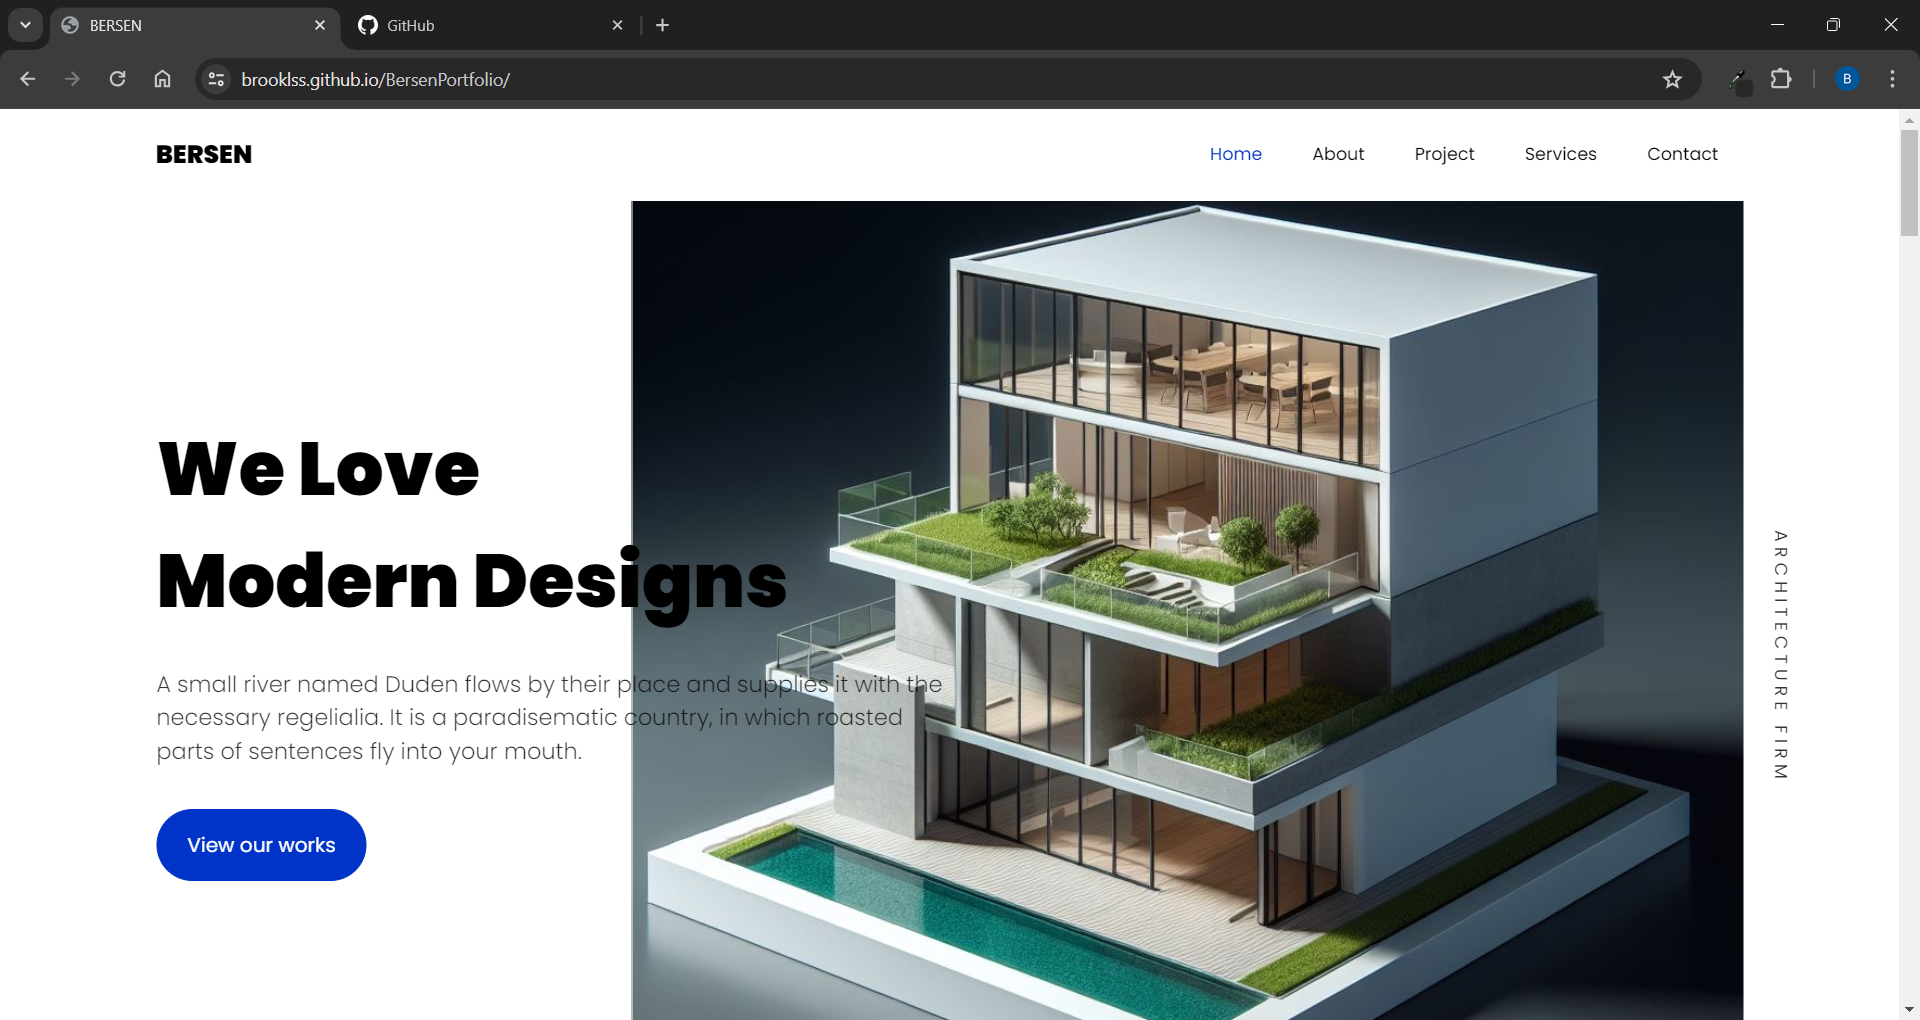 BERSEN
GitHub
brooklss.github.io/BersenPortfolio/
B
BERSEN
Home
About
Project
Services
Contact
We Love
Modern Designs
A small river named Duden flows by their place and supplies it with the
necessary regelialia. It is a paradisematic country, in which roasted
parts of sentences fly into your mouth.
View our works
ARCHITECTURE FIRM